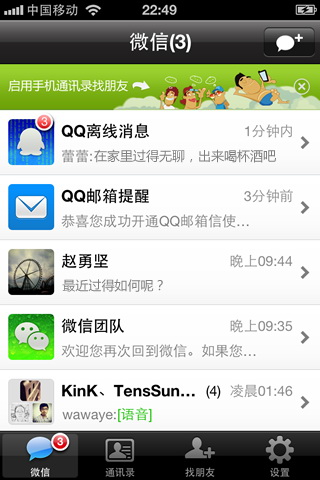 中国移动
22:49
微信(3)
启用手机通讯录找朋友
3
QQ离线消息
1分钟内
蕾蕾:在家里过得无聊，出来喝杯酒吧
QQ邮箱提醒
3分钟前
恭喜您成功开通QQ邮箱信使…
赵勇坚
晚上09:44
最近过得如何呢？
微信团队
晚上09:35
欢迎您再次回到微信。如果您…
KinK、TensSun...
(4)
凌晨01:46
wawaye:[语音]
3
微信
通讯录
找朋友
设置